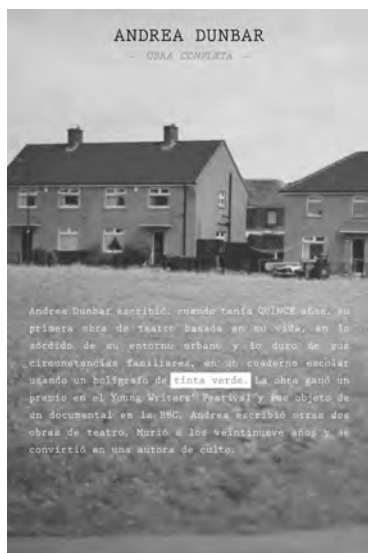 ANDREA DUNBAR
— OBRA COMPLETA —
Andrea Dunbar escribió, cuando tenía QUINCE años, su
primera obra de teatro basada en su vida, en lo
sórdido de su entorno urbano y lo duro de sus
circunstancias familiares, en un cuaderno escolar
usando un bolígrafo de tinta verde. La obra ganó un
premio en el Young Writers' Festival y fue objeto de
un documental en la BBC. Andrea escribió otras dos
obras de teatro. Murió a los veintinueve años y se
convirtió en una autora de culto.